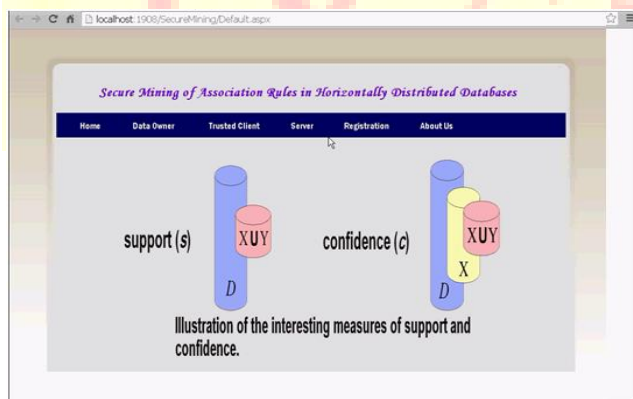 localhost:1908/SecureMining/Default.aspx
Secure Mining of Association Rules in Horizontally Distributed Databases
Home Data Owner Trusted Client Server Registration About Us
support (s) XUY D confidence (c) XUY X D
Illustration of the interesting measures of support and
confidence.